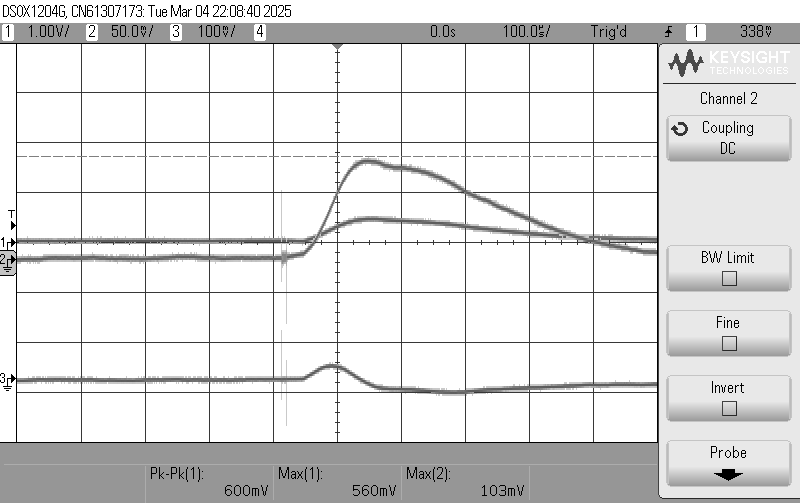 DSOX1204G, CN61307173: Tue Mar 04 22:08:40 2025
1 1.00V/ 2 50.0mV/ 3 100mV/ 4 0.0s 100.0us/ Trig'd 1 338mV
KEYSIGHT
TECHNOLOGIES
Channel 2
Coupling
DC
T
1
2
BW Limit
Fine
3
Invert
Probe
Pk-Pk(1): Max(1): Max(2):
600mV 560mV 103mV